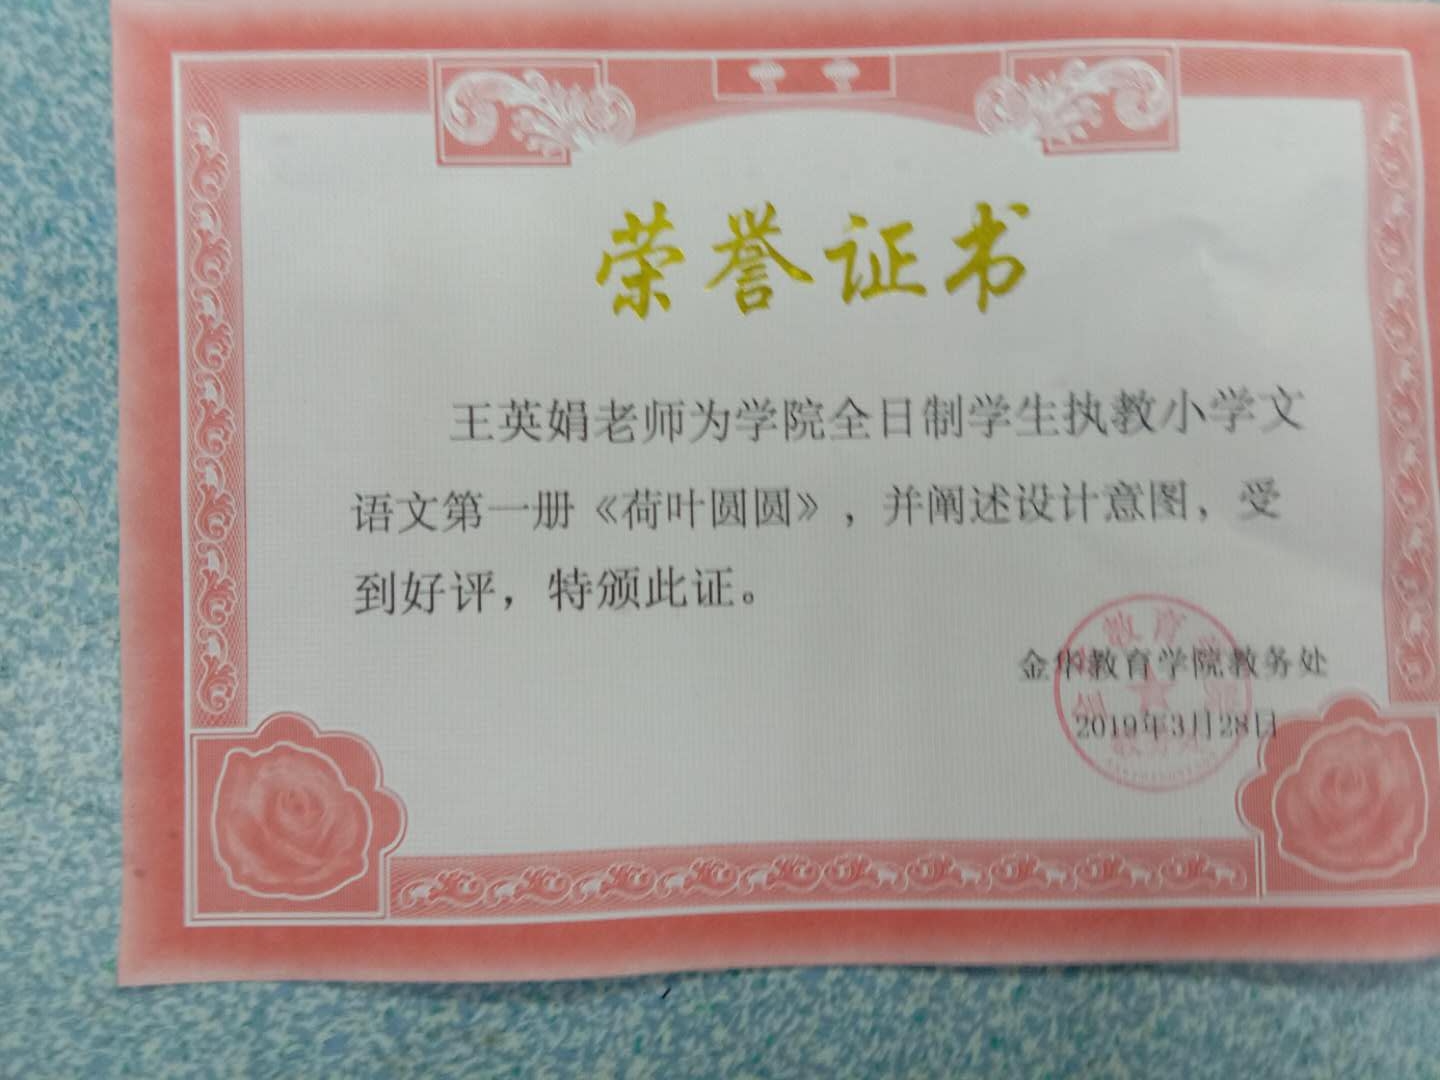 荣誉证书
王英娟老师为学院全日制学生执教小学文
语文第一册《荷叶圆圆》，并阐述设计意图，受
到好评，特颁此证。
金华教育学院教务处
2019年3月28日